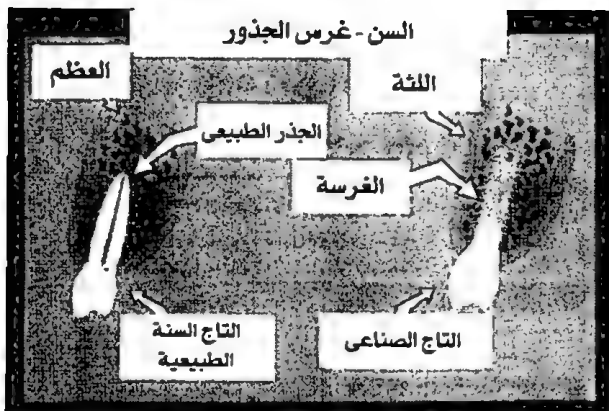 السن - غرس الجذور
العظم
اللثة
الجذر الطبيعى
الغرسة
التاج السنة
الطبيعية
التاج الصناعى